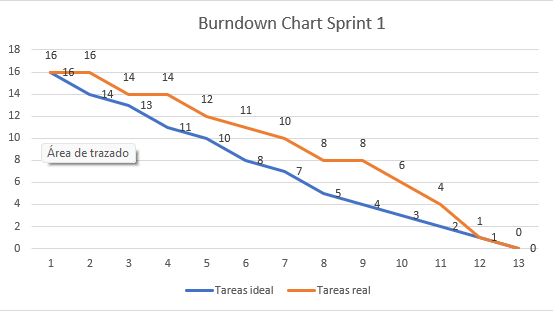 Burndown Chart Sprint 1
18
16
14
12
10
8
6
4
2
0
16 16 14 14 12 11 10 8 8 6 4 1 0
16 14 13 11 10 8 7 5 4 3 2 1 0
Área de trazado
1 2 3 4 5 6 7 8 9 10 11 12 13
Tareas ideal Tareas real